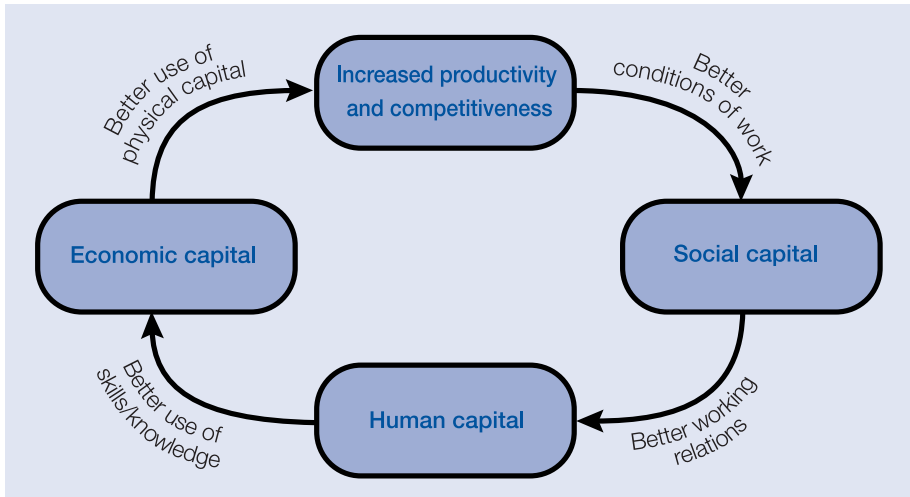 Better use of
physical capital
Increased productivity
and competitiveness
Better
conditions of work
Economic capital
Social capital
Better use of
skills/knowledge
Human capital
Better working
relations